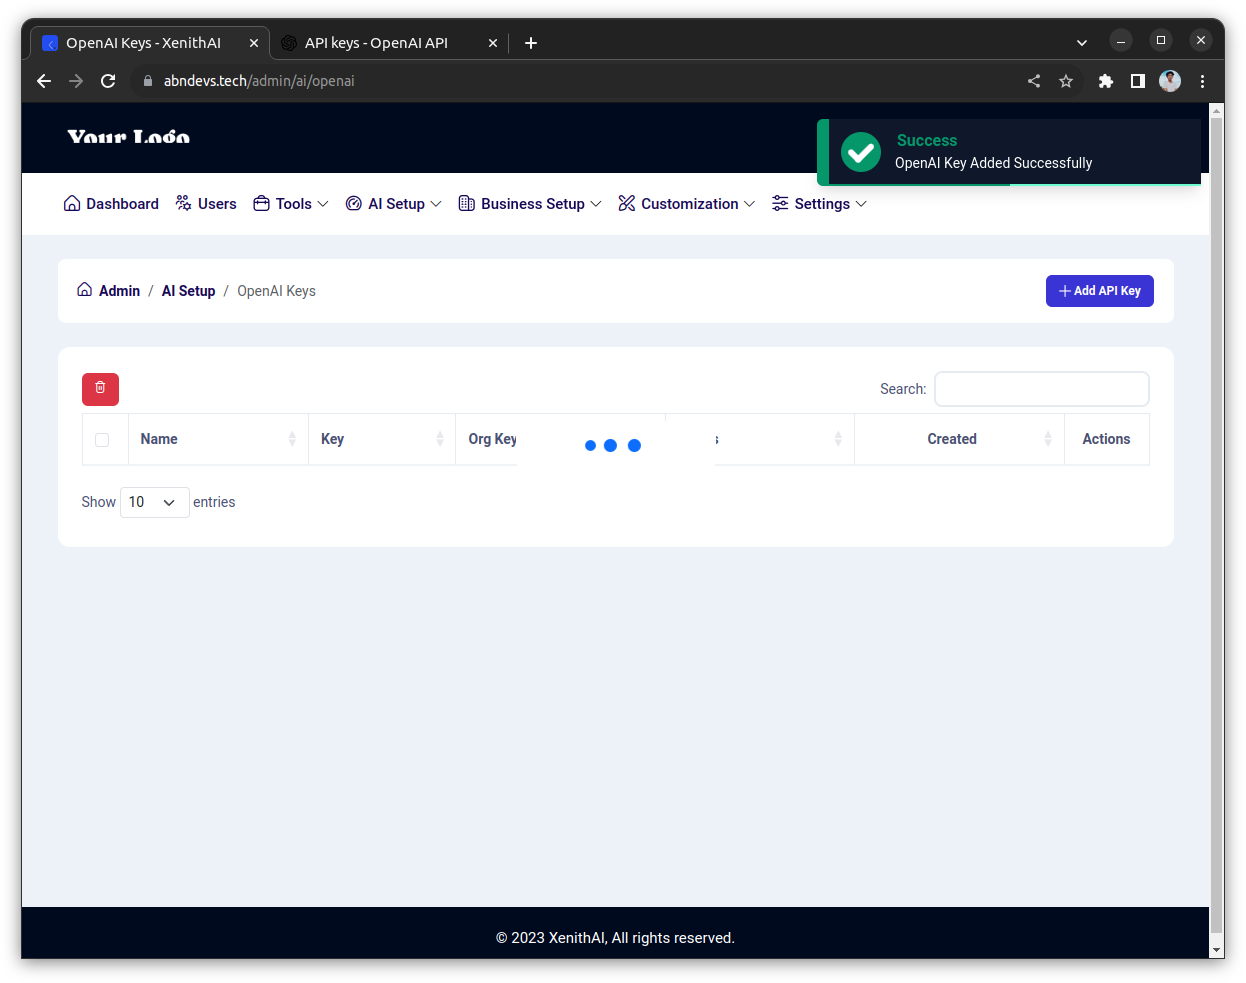 OpenAI Keys - XenithAI
API keys - OpenAI API
abndevs.tech/admin/ai/openai
Your Logo
Success
OpenAI Key Added Successfully
Dashboard Users Tools AI Setup Business Setup Customization Settings
Admin / AI Setup / OpenAI Keys
Add API Key
Search:
Name Key Org Key s Created Actions
Show 10 entries
© 2023 XenithAI, All rights reserved.